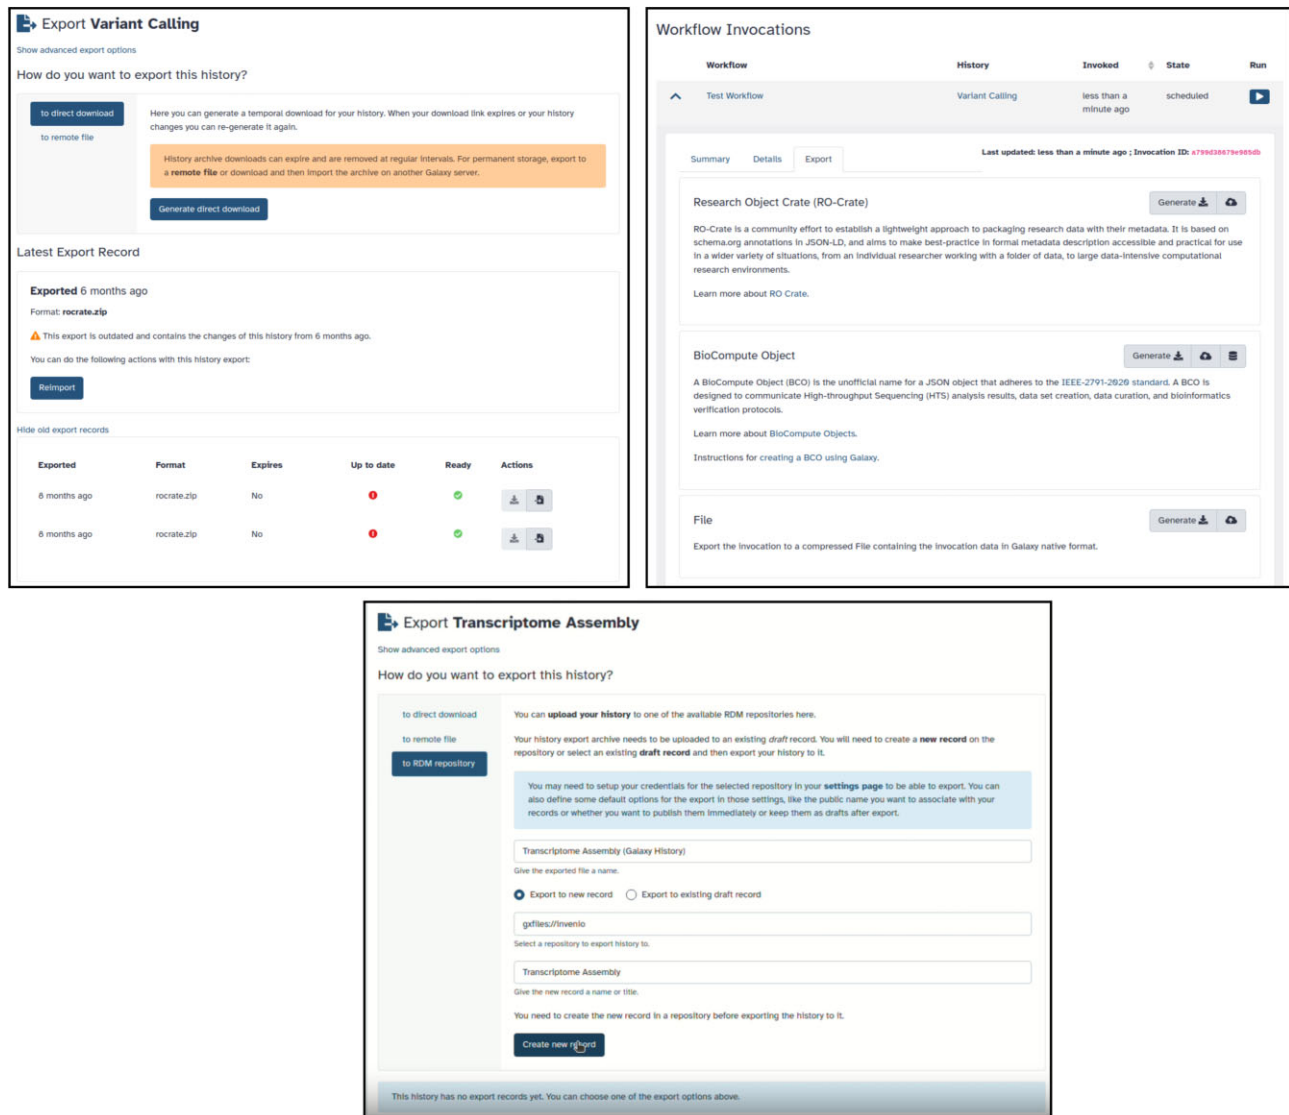 Export Variant Calling
Show advanced export options
How do you want to export this history?
to direct download
to remote file
Here you can generate a temporal download for your history. When your download link expires or your history
changes you can re-generate it again.
History archive downloads can expire and are removed at regular intervals. For permanent storage, export to
a remote file or download and then import the archive on another Galaxy server.
Generate direct download
Latest Export Record
Exported 6 months ago
Format: rocrate.zip
This export is outdated and contains the changes of this history from 6 months ago.
You can do the following actions with this history export:
Reimport
Hide old export records
Exported Format Expires Up to date Ready Actions
8 months ago rocrate.zip No
8 months ago rocrate.zip No
Workflow Invocations
Workflow History Invoked State Run
Test Workflow Variant Calling less than a scheduled
minute ago
Summary Details Export
Last updated: less than a minute ago ; Invocation ID: a799d38679e985db
Research Object Crate (RO-Crate)
Generate
RO-Crate is a community effort to establish a lightweight approach to packaging research data with their metadata. It is based on
schema.org annotations in JSON-LD, and aims to make best-practice in formal metadata description accessible and practical for use
in a wider variety of situations, from an individual researcher working with a folder of data, to large data-intensive computational
research environments.
Learn more about RO Crate.
BioCompute Object
Generate
A BioCompute Object (BCO) is the unofficial name for a JSON object that adheres to the IEEE-2791-2020 standard. A BCO is
designed to communicate High-throughput Sequencing (HTS) analysis results, data set creation, data curation, and bioinformatics
verification protocols.
Learn more about BioCompute Objects.
Instructions for creating a BCO using Galaxy.
File
Generate
Export the invocation to a compressed File containing the invocation data in Galaxy native format.
Export Transcriptome Assembly
Show advanced export options
How do you want to export this history?
to direct download
to remote file
to RDM repository
You can upload your history to one of the available RDM repositories here.
Your history export archive needs to be uploaded to an existing draft record. You will need to create a new record on the
repository or select an existing draft record and then export your history to it.
You may need to setup your credentials for the selected repository in your settings page to be able to export. You can
also define some default options for the export in those settings, like the public name you want to associate with your
records or whether you want to publish them immediately or keep them as drafts after export.
Transcriptome Assembly (Galaxy History)
Give the exported file a name.
Export to new record Export to existing draft record
gxfiles://invenio
Select a repository to export history to.
Transcriptome Assembly
Give the new record a name or title.
You need to create the new record in a repository before exporting the history to it.
Create new record
This history has no export records yet. You can choose one of the export options above.